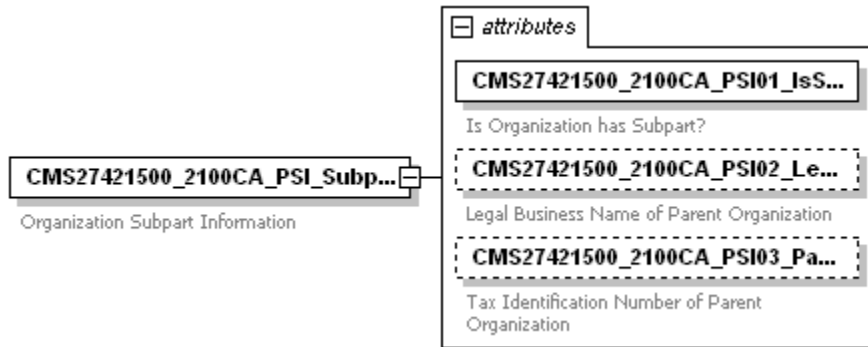 attributes
CMS27421500_2100CA_PSI01_IsS...
Is Organization has Subpart?
CMS27421500_2100CA_PSI_Subp...
Organization Subpart Information
CMS27421500_2100CA_PSI02_Le...
Legal Business Name of Parent Organization
CMS27421500_2100CA_PSI03_Pa...
Tax Identification Number of Parent
Organization